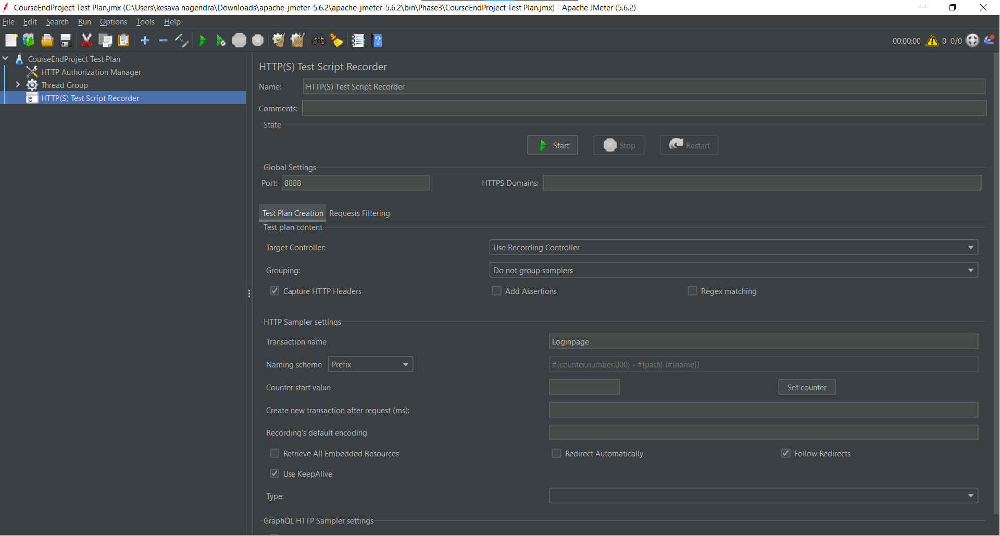 CourseEndProject Test Plan.jmx (C:\Users\kesava nagendra\Downloads\apache-jmeter-5.6.2\apache-jmeter-5.6.2\bin\Phase3\CourseEndProject Test Plan.jmx) - Apache JMeter (5.6.2)
File Edit Search Run Options Tools Help
STOP
00:00:00 0 0/0
CourseEndProject Test Plan
HTTP Authorization Manager
Thread Group
HTTP(S) Test Script Recorder
HTTP(S) Test Script Recorder
Name: HTTP(S) Test Script Recorder
Comments:
State
Start Stop Restart
Global Settings
Port: 8888 HTTPS Domains:
Test Plan Creation Requests Filtering
Test plan content
Target Controller: Use Recording Controller
Grouping: Do not group samplers
Capture HTTP Headers Add Assertions Regex matching
HTTP Sampler settings
Transaction name Loginpage
Naming scheme Prefix #{counter,number,000} - #{path} (#{name})
Counter start value Set counter
Create new transaction after request (ms):
Recording's default encoding
Retrieve All Embedded Resources Redirect Automatically Follow Redirects
Use KeepAlive
Type:
GraphQL HTTP Sampler settings